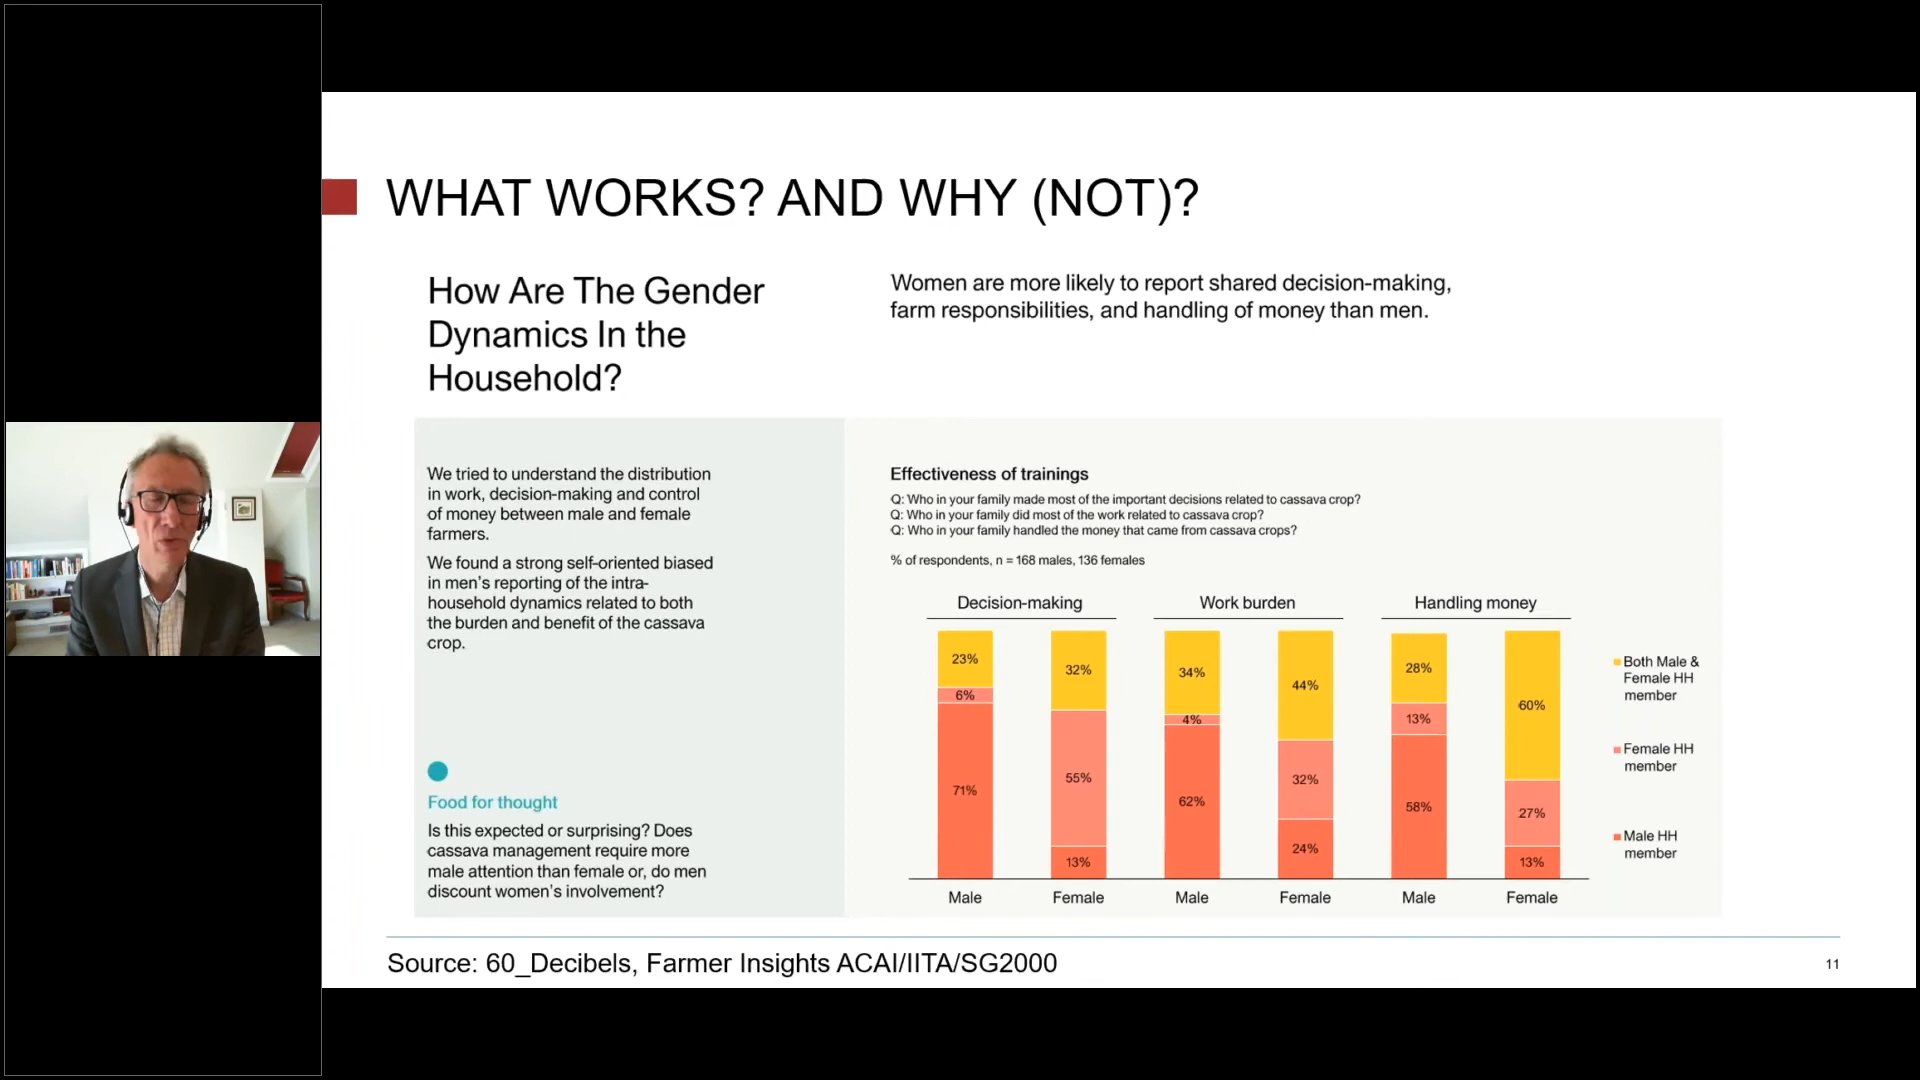 WHAT WORKS? AND WHY (NOT)?
How Are The Gender
Dynamics In the
Household?
Women are more likely to report shared decision-making,
farm responsibilities, and handling of money than men.
We tried to understand the distribution
in work, decision-making and control
of money between male and female
farmers.
We found a strong self-oriented biased
in men's reporting of the intra-
household dynamics related to both
the burden and benefit of the cassava
crop.
Food for thought
Is this expected or surprising? Does
cassava management require more
male attention than female or, do men
discount women's involvement?
Effectiveness of trainings
Q: Who in your family made most of the important decisions related to cassava crop?
Q: Who in your family did most of the work related to cassava crop?
Q: Who in your family handled the money that came from cassava crops?
% of respondents, n = 168 males, 136 females
Decision-making Work burden Handling money
23% 32% 34% 44% 28% 60%
6% 55% 4% 32% 13% 27%
71% 13% 62% 24% 58% 13%
Male Female Male Female Male Female
Both Male &
Female HH
member
Female HH
member
Male HH
member
Source: 60_Decibels, Farmer Insights ACAI/IITA/SG2000
11